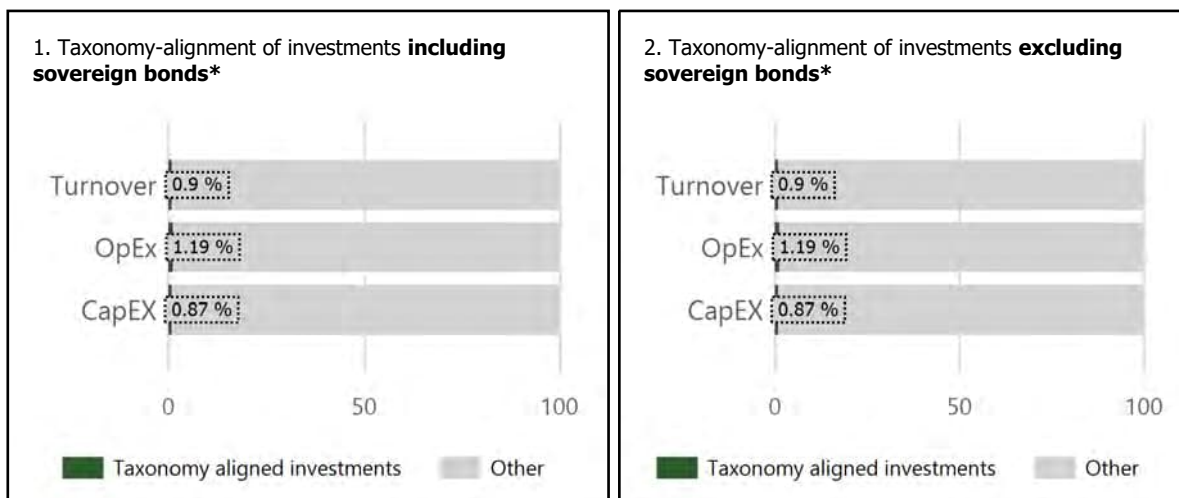 1. Taxonomy-alignment of investments including
sovereign bonds*
Turnover
0.9 %
OpEx
1.19 %
CapEX
0.87 %
0 50 100
Taxonomy aligned investments Other
2. Taxonomy-alignment of investments excluding
sovereign bonds*
Turnover
0.9 %
OpEx
1.19 %
CapEX
0.87 %
0 50 100
Taxonomy aligned investments Other